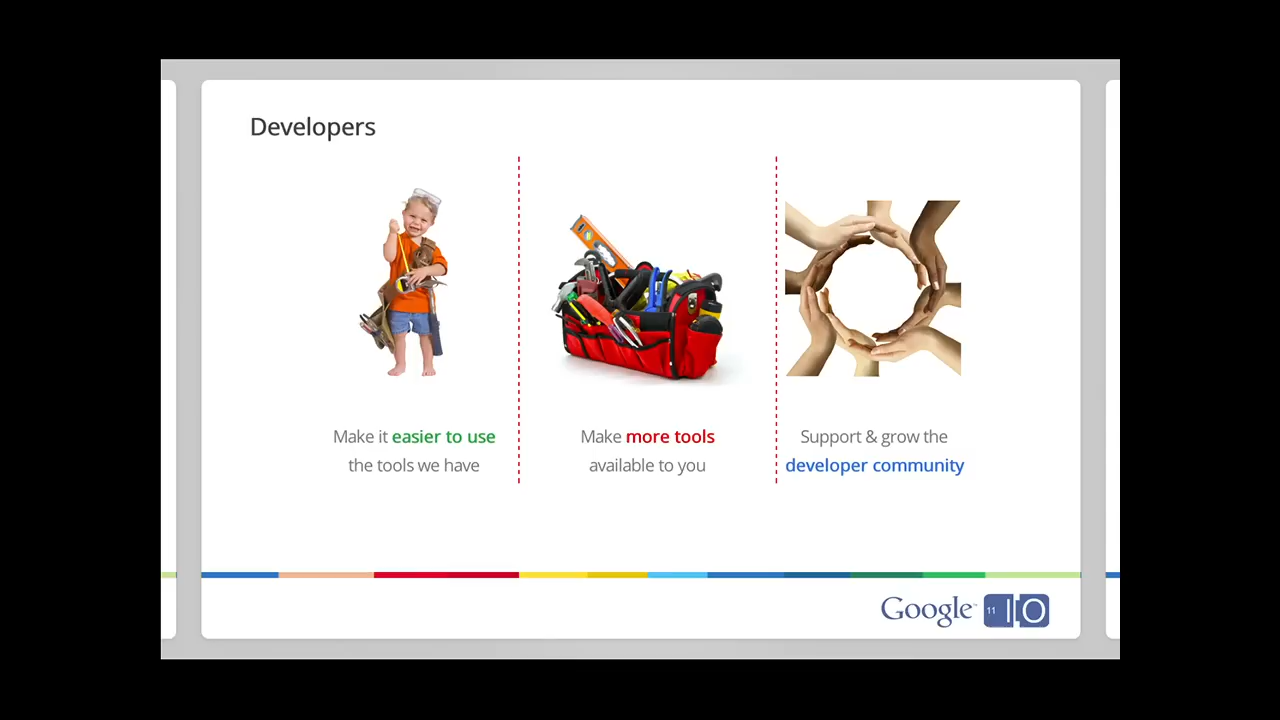 Developers
Make it easier to use
the tools we have
Make more tools
available to you
Support & grow the
developer community
Google™ 11 IO